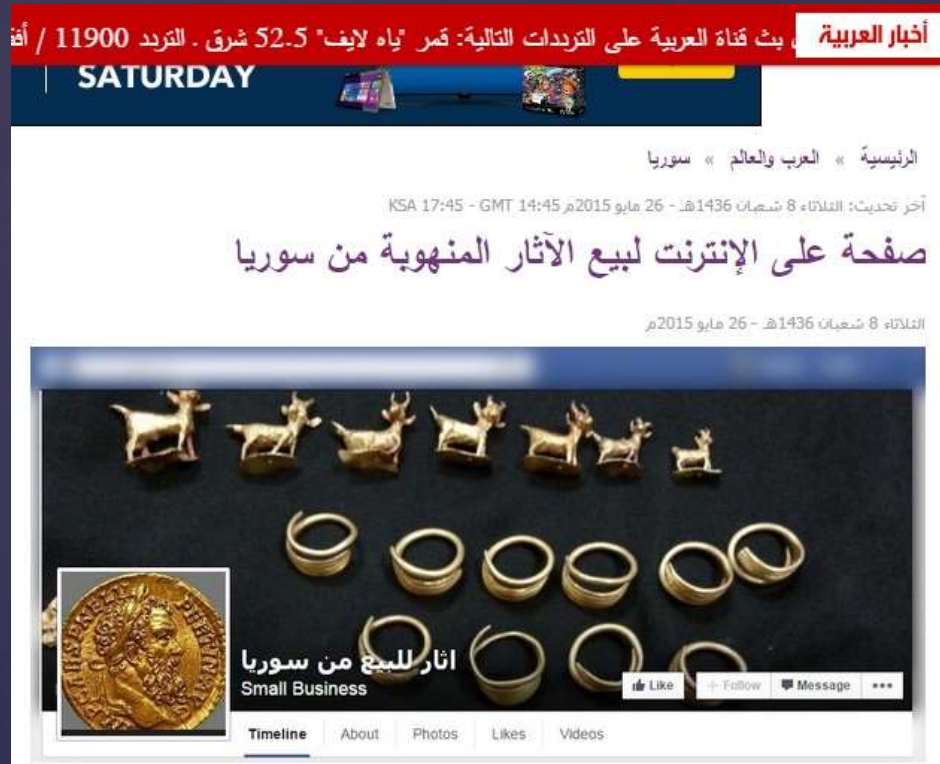 أخبار العربية
بث قناة العربية على الترددات التالية: قمر "ياه لايف" 52.5 شرق . التردد 11900 /
SATURDAY
الرئيسية » العرب والعالم » سوريا
آخر تحديث: الثلاثاء 8 شعبان 1436هـ - 26 مايو 2015م KSA 17:45 - GMT 14:45
صفحة على الإنترنت لبيع الآثار المنهوبة من سوريا
الثلاثاء 8 شعبان 1436هـ - 26 مايو 2015م
اثار للبيع من سوريا
Small Business
Like + Follow Message •••
Timeline About Photos Likes Videos